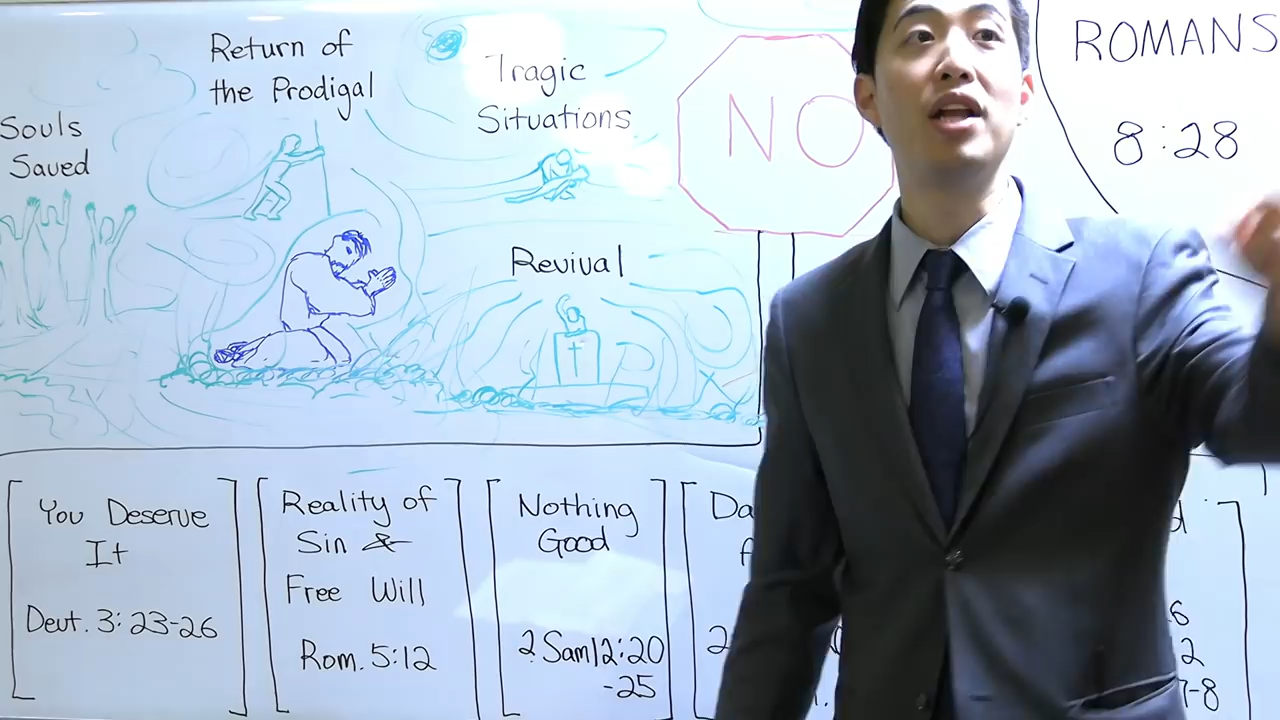 Return of
the Prodigal
Souls
Saved
Tragic
Situations
Revival
NO
ROMANS
8:28
You Deserve
It
Deut. 3:23-26
Reality of
Sin &
Free Will
Rom. 5:12
Nothing
Good
2 Sam 12:20
-25